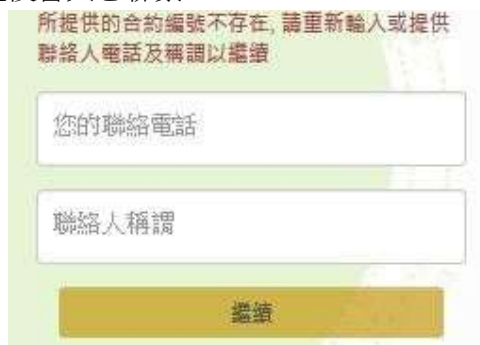 所提供的合約編號不存在, 請重新輸入或提供
聯絡人電話及稱謂以繼續
您的聯絡電話
聯絡人稱謂
繼續